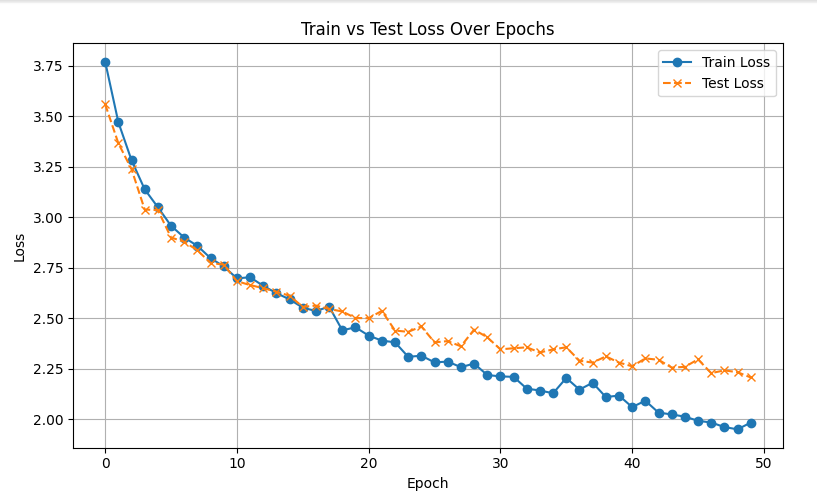 Train vs Test Loss Over Epochs
Train Loss
Test Loss
3.75
3.50
3.25
3.00
2.75
2.50
2.25
2.00
Loss
0 10 20 30 40 50
Epoch